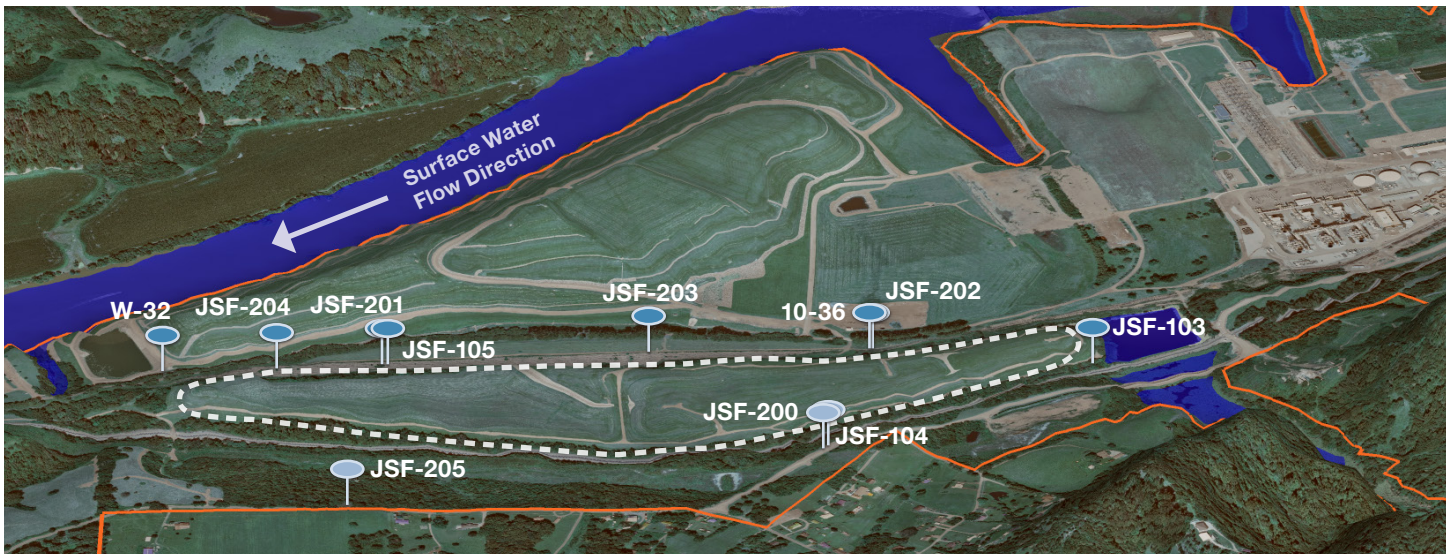 Surface Water
Flow Direction
W-32
JSF-204
JSF-201
JSF-203
JSF-202
10-36
JSF-105
JSF-103
JSF-200
JSF-104
JSF-205